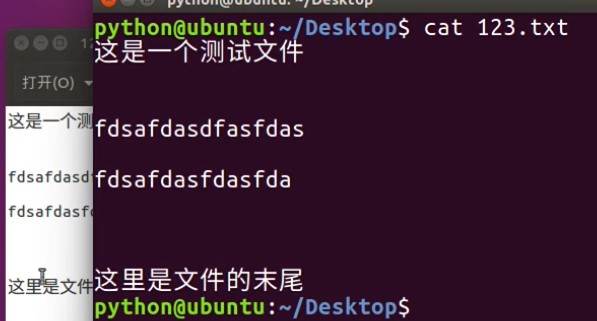 python@ubuntu: ~/Desktop
打开(O)
这是一个测
fdsafdasd
fdsafdasf
这里是文件
python@ubuntu:~/Desktop$ cat 123.txt
这是一个测试文件
fdsafdasdfasfdas
fdsafdasfdasfda
这里是文件的末尾
python@ubuntu:~/Desktop$